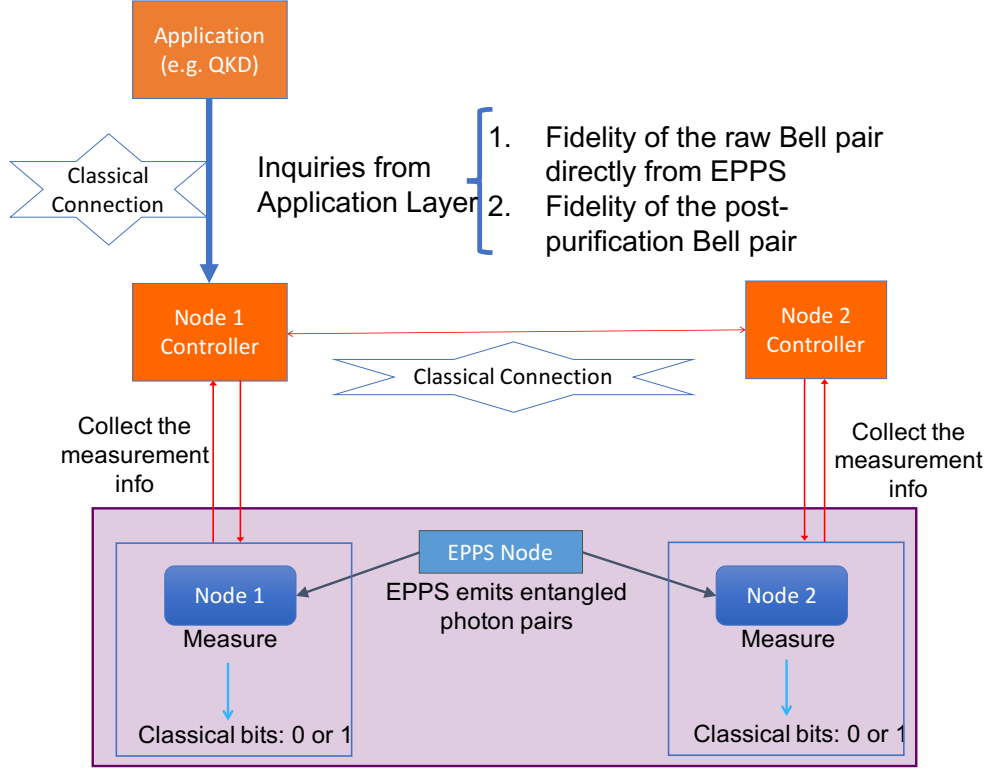 Application
(e.g. QKD)
Classical
Connection
Inquiries from
Application Layer
1. Fidelity of the raw Bell pair
directly from EPPS
2. Fidelity of the post-
purification Bell pair
Node 1
Controller
Node 2
Controller
Classical Connection
Collect the
measurement
info
Collect the
measurement
info
EPPS Node
EPPS emits entangled
photon pairs
Node 1
Measure
Classical bits: 0 or 1
Node 2
Measure
Classical bits: 0 or 1